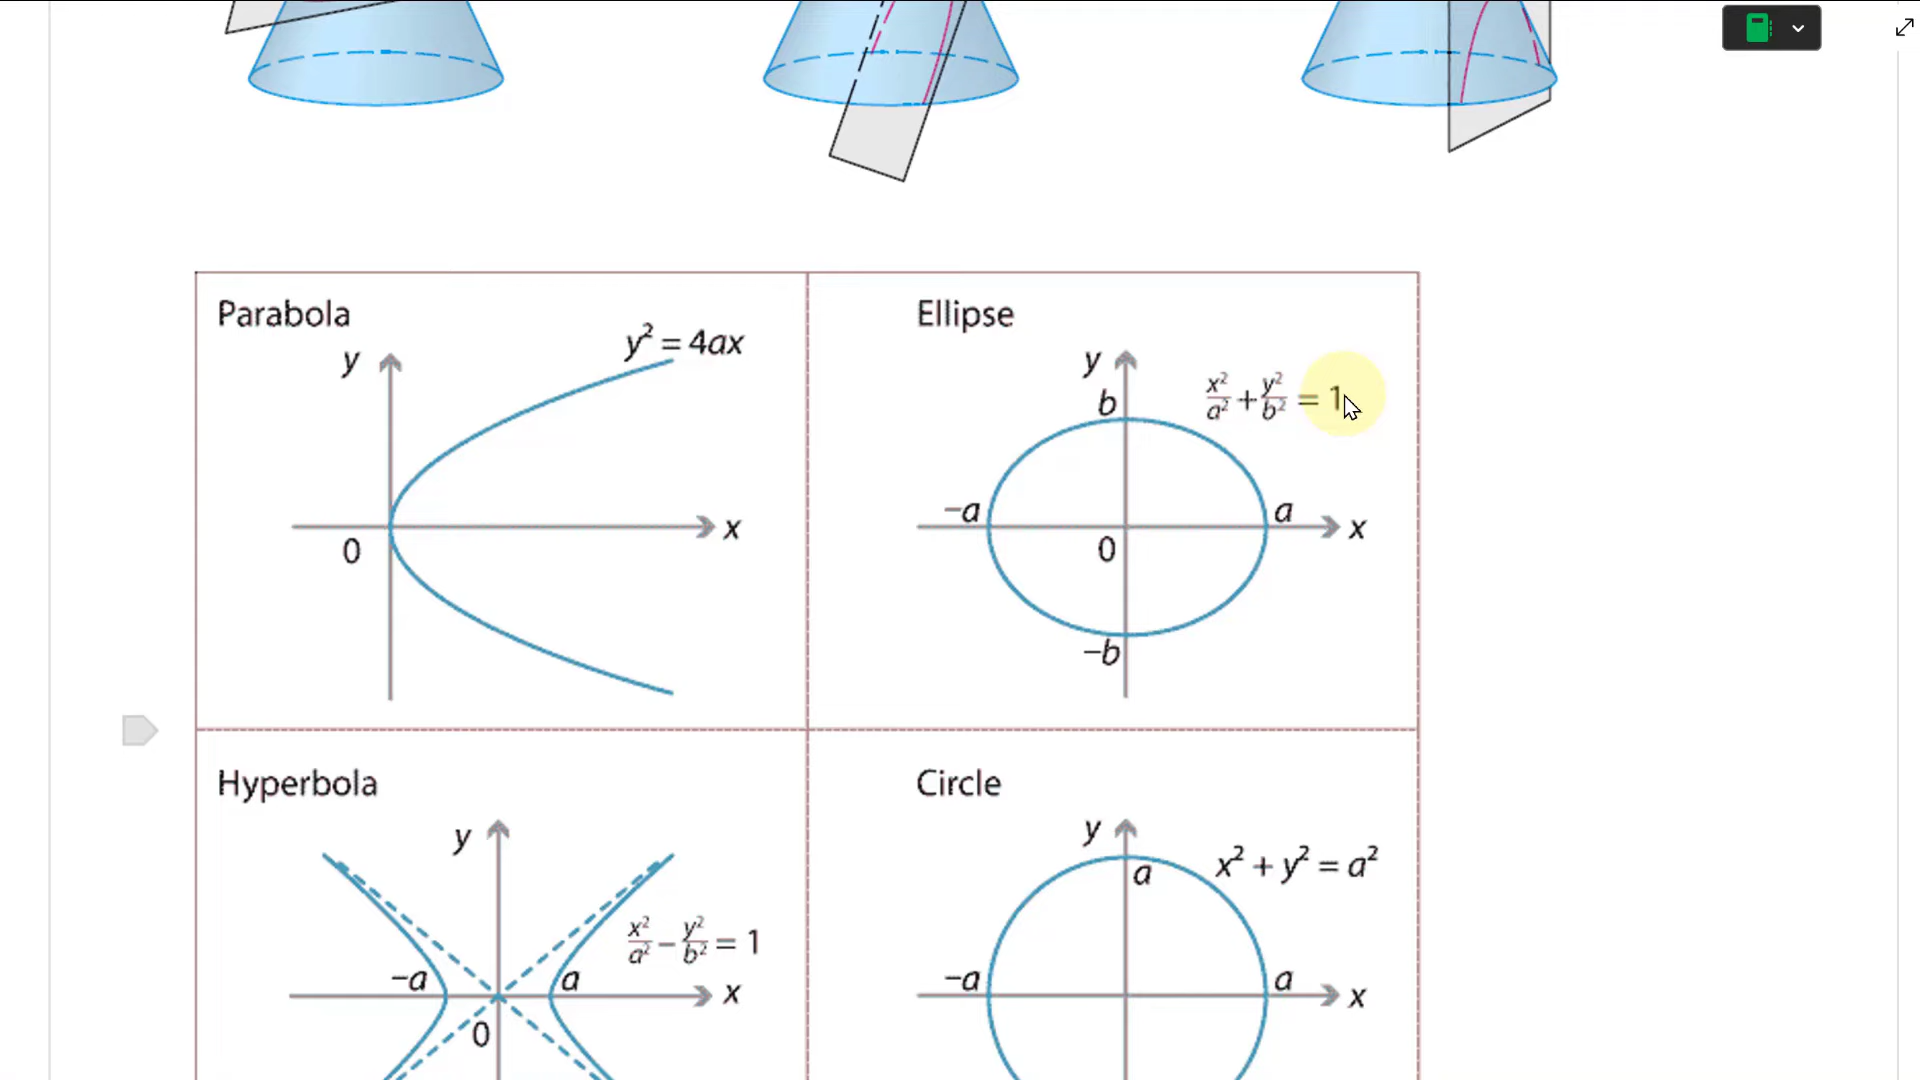 Parabola
y² = 4ax
y
x
0
Ellipse
y
b
x²/a² + y²/b² = 1
-a
a
x
0
-b
Hyperbola
y
x²/a² − y²/b² = 1
-a
a
x
0
Circle
y
a
x² + y² = a²
-a
a
x